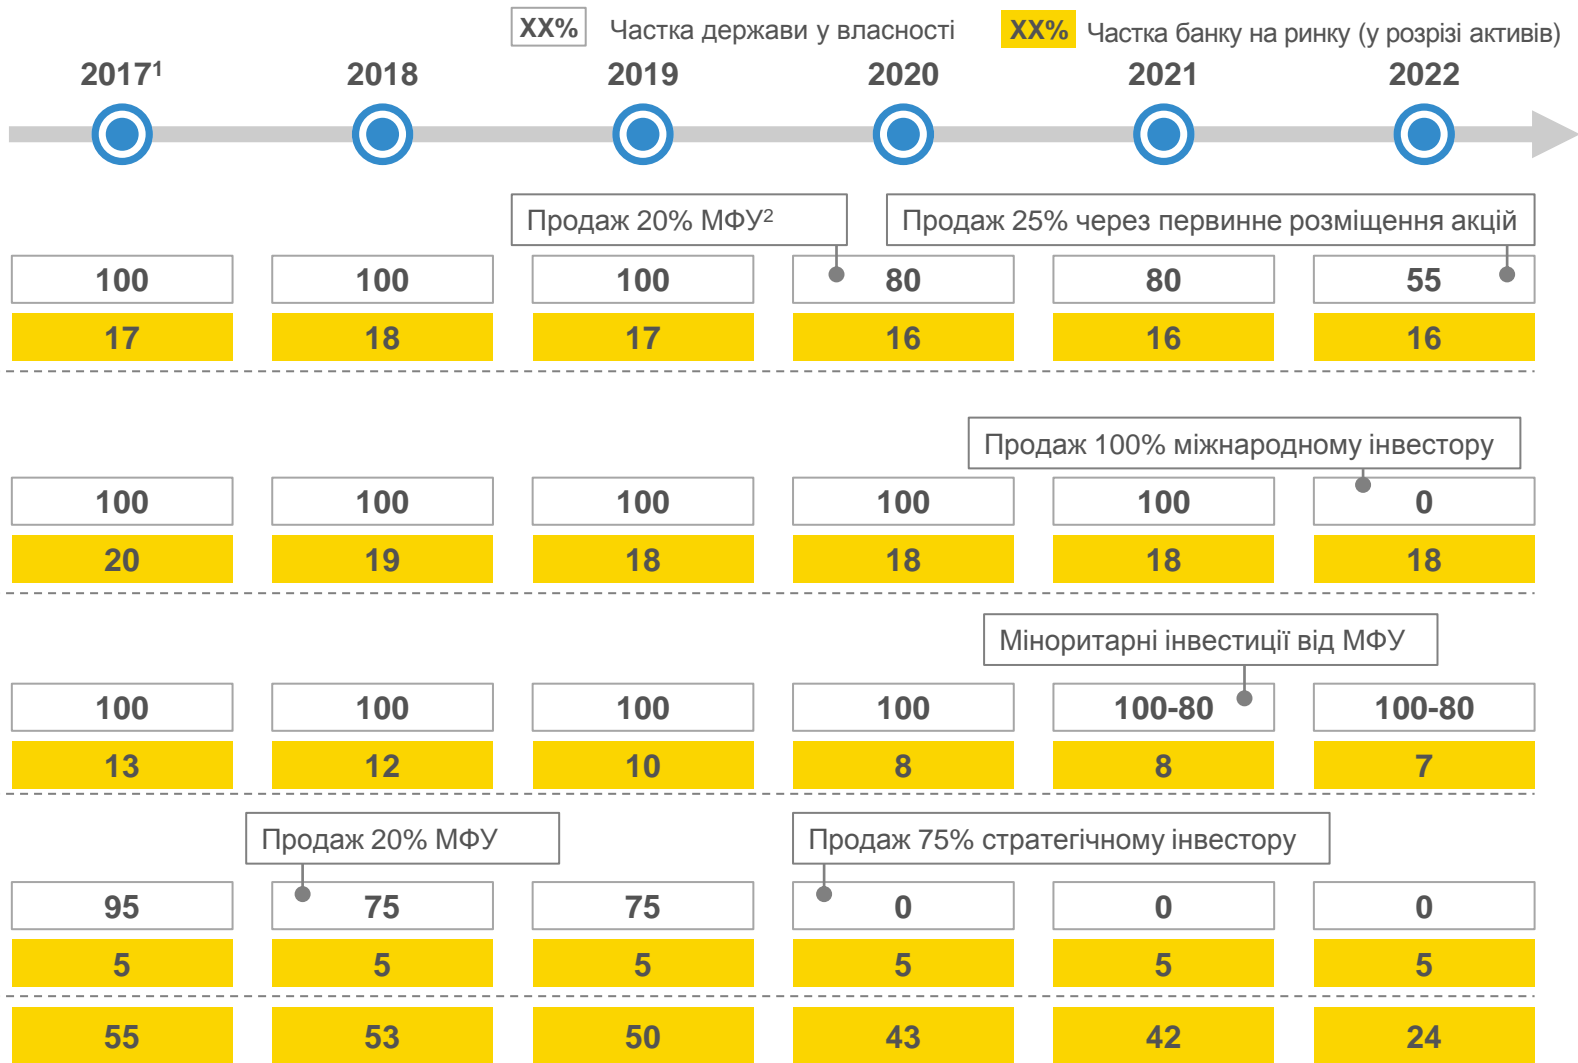 XX% Частка держави у власності XX% Частка банку на ринку (у розрізі активів)
2017¹ 2018 2019 2020 2021 2022
Продаж 20% МФУ² Продаж 25% через первинне розміщення акцій
100 100 100 80 80 55
17 18 17 16 16 16
Продаж 100% міжнародному інвестору
100 100 100 100 100 0
20 19 18 18 18 18
Міноритарні інвестиції від МФУ
100 100 100 100 100-80 100-80
13 12 10 8 8 7
Продаж 20% МФУ Продаж 75% стратегічному інвестору
95 75 75 0 0 0
5 5 5 5 5 5
55 53 50 43 42 24